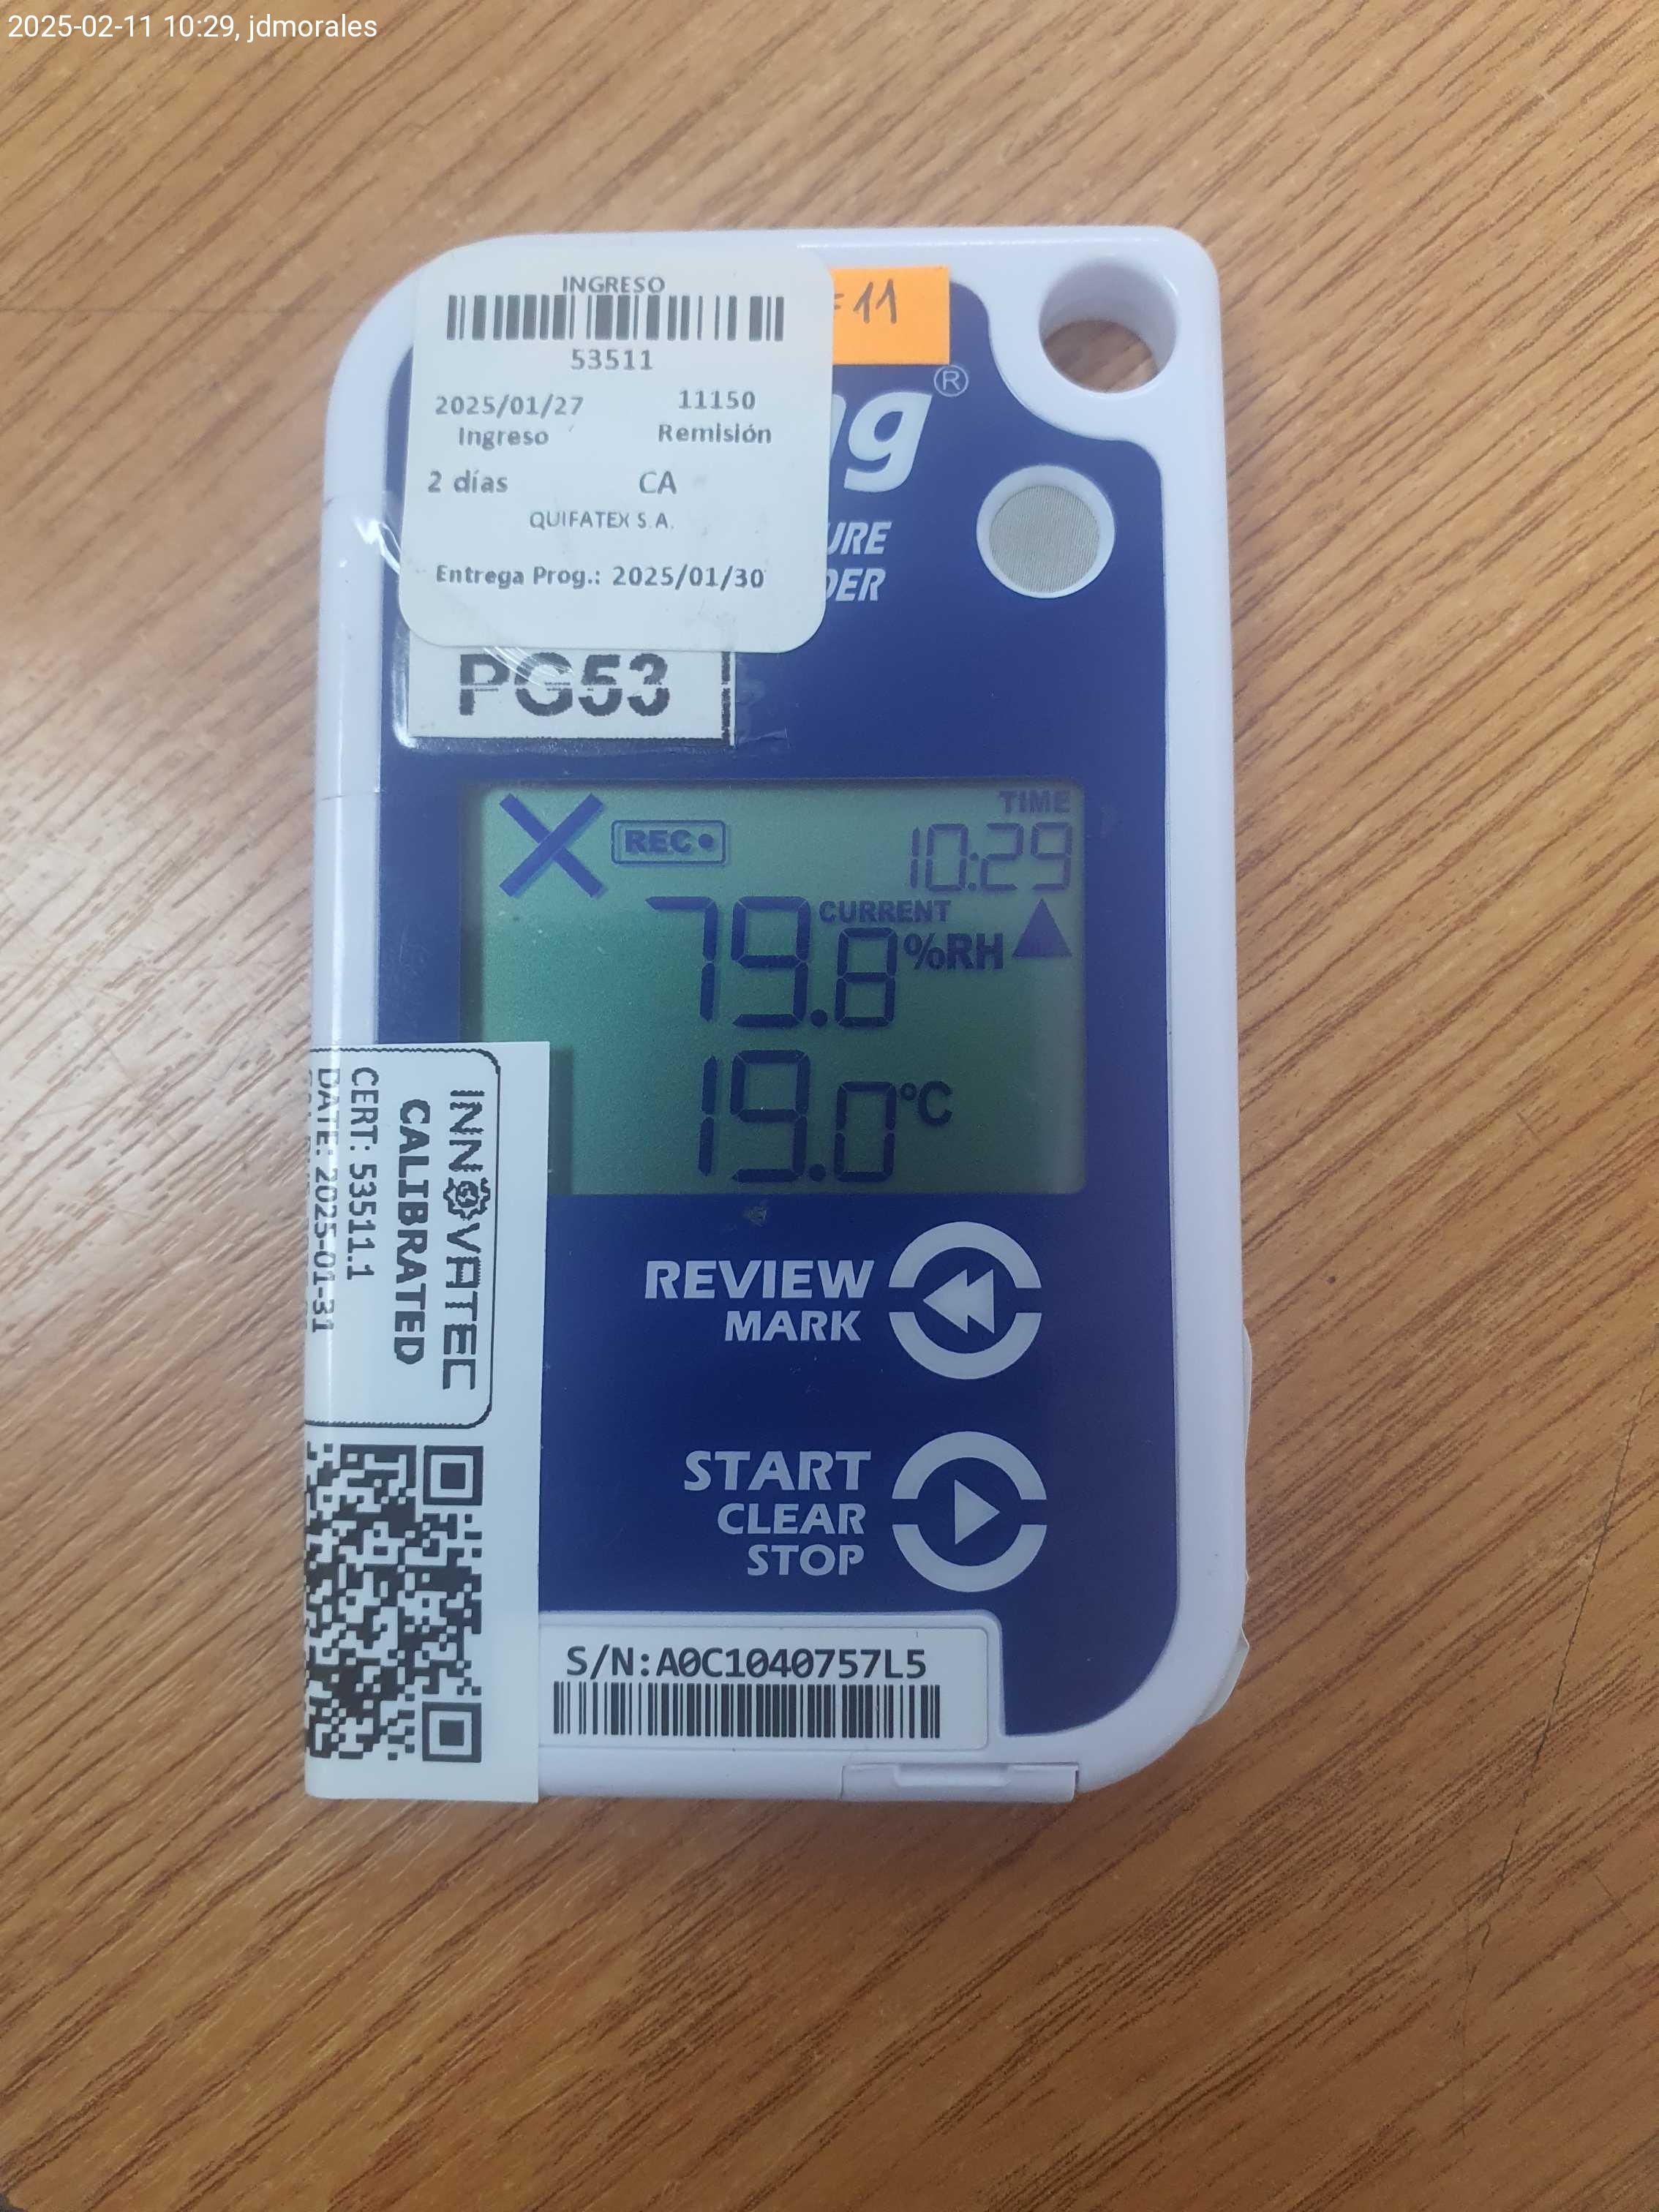 2025-02-11 10:29, jdmorales
INGRESO
53511
2025/01/27 11150
Ingreso Remisión
2 días CA
QUIFATEX S.A.
Entrega Prog.: 2025/01/30
11
®
PG53
TIME
REC
10:29
CURRENT
79.8 %RH
19.0 °C
INNOVATEC
CALIBRATED
CERT: 53511.1
DATE: 2025-01-31
REVIEW
MARK
START
CLEAR
STOP
S/N:A0C1040757L5